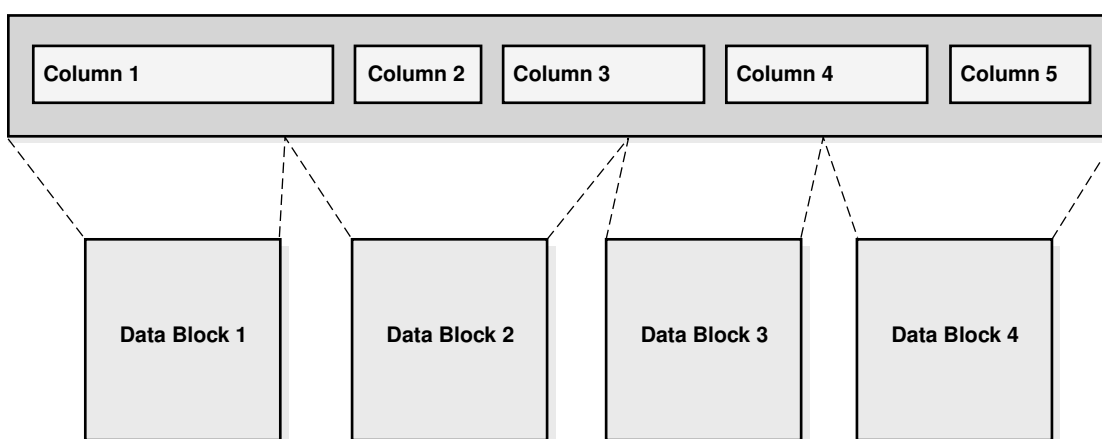 Column 1
Column 2
Column 3
Column 4
Column 5
Data Block 1
Data Block 2
Data Block 3
Data Block 4